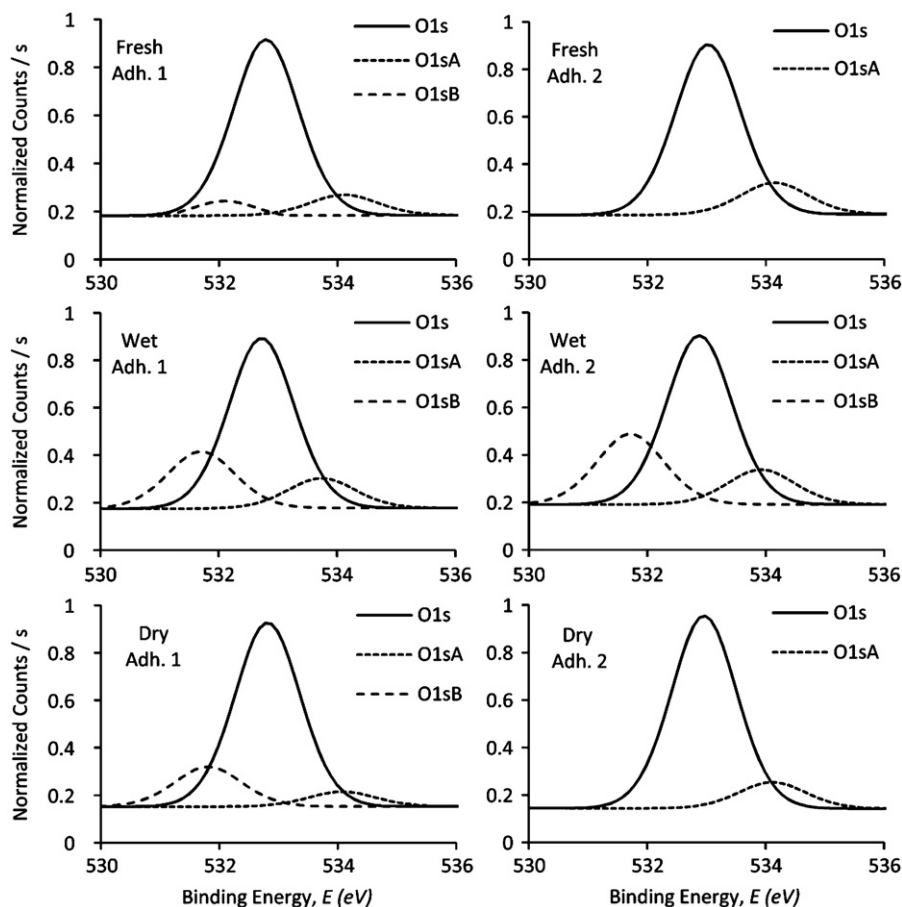 Normalized Counts / s
1
0.8
0.6
0.4
0.2
0
Fresh
Adh. 1
O1s
O1sA
O1sB
530
532
534
536
1
0.8
0.6
0.4
0.2
0
Fresh
Adh. 2
O1s
O1sA
530
532
534
536
Normalized Counts / s
1
0.8
0.6
0.4
0.2
0
Wet
Adh. 1
O1s
O1sA
O1sB
530
532
534
536
1
0.8
0.6
0.4
0.2
0
Wet
Adh. 2
O1s
O1sA
O1sB
530
532
534
536
Normalized Counts / s
1
0.8
0.6
0.4
0.2
0
Dry
Adh. 1
O1s
O1sA
O1sB
530
532
534
536
Binding Energy, E (eV)
1
0.8
0.6
0.4
0.2
0
Dry
Adh. 2
O1s
O1sA
530
532
534
536
Binding Energy, E (eV)